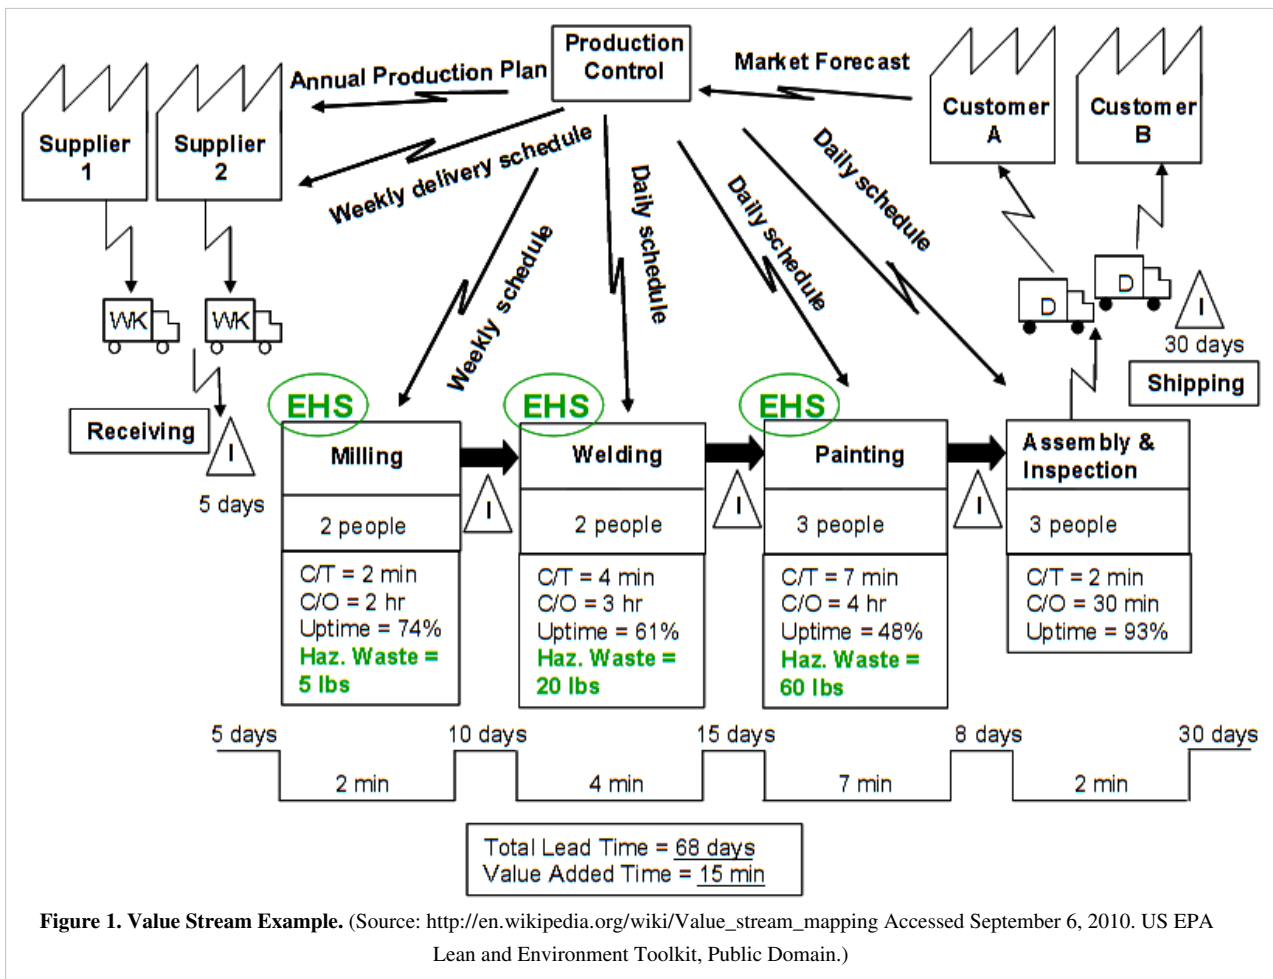 Production
Control
Annual Production Plan
Market Forecast
Supplier
1
Supplier
2
Customer
A
Customer
B
Weekly delivery schedule
Weekly schedule
Daily schedule
Daily schedule
Daily schedule
WK
WK
D
D
I
30 days
Shipping
Receiving
I
5 days
EHS
Milling
2 people
C/T = 2 min
C/O = 2 hr
Uptime = 74%
Haz. Waste =
5 lbs
I
EHS
Welding
2 people
C/T = 4 min
C/O = 3 hr
Uptime = 61%
Haz. Waste =
20 lbs
I
EHS
Painting
3 people
C/T = 7 min
C/O = 4 hr
Uptime = 48%
Haz. Waste =
60 lbs
I
Assembly &
Inspection
3 people
C/T = 2 min
C/O = 30 min
Uptime = 93%
5 days
10 days
15 days
8 days
30 days
2 min
4 min
7 min
2 min
Total Lead Time = 68 days
Value Added Time = 15 min
Figure 1. Value Stream Example. (Source: http://en.wikipedia.org/wiki/Value_stream_mapping Accessed September 6, 2010. US EPA
Lean and Environment Toolkit, Public Domain.)